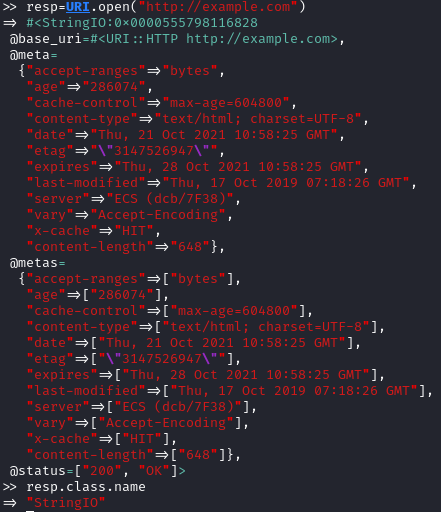 >> resp=URI.open("http://example.com")
=> #<StringIO:0x0000555798116828
 @base_uri=#<URI::HTTP http://example.com>,
 @meta=
  {"accept-ranges"=>"bytes",
   "age"=>"286074",
   "cache-control"=>"max-age=604800",
   "content-type"=>"text/html; charset=UTF-8",
   "date"=>"Thu, 21 Oct 2021 10:58:25 GMT",
   "etag"=>"\"3147526947\"",
   "expires"=>"Thu, 28 Oct 2021 10:58:25 GMT",
   "last-modified"=>"Thu, 17 Oct 2019 07:18:26 GMT",
   "server"=>"ECS (dcb/7F38)",
   "vary"=>"Accept-Encoding",
   "x-cache"=>"HIT",
   "content-length"=>"648"},
 @metas=
  {"accept-ranges"=>["bytes"],
   "age"=>["286074"],
   "cache-control"=>["max-age=604800"],
   "content-type"=>["text/html; charset=UTF-8"],
   "date"=>["Thu, 21 Oct 2021 10:58:25 GMT"],
   "etag"=>["\"3147526947\""],
   "expires"=>["Thu, 28 Oct 2021 10:58:25 GMT"],
   "last-modified"=>["Thu, 17 Oct 2019 07:18:26 GMT"],
   "server"=>["ECS (dcb/7F38)"],
   "vary"=>["Accept-Encoding"],
   "x-cache"=>["HIT"],
   "content-length"=>["648"]},
 @status=["200", "OK"]>
>> resp.class.name
=> "StringIO"